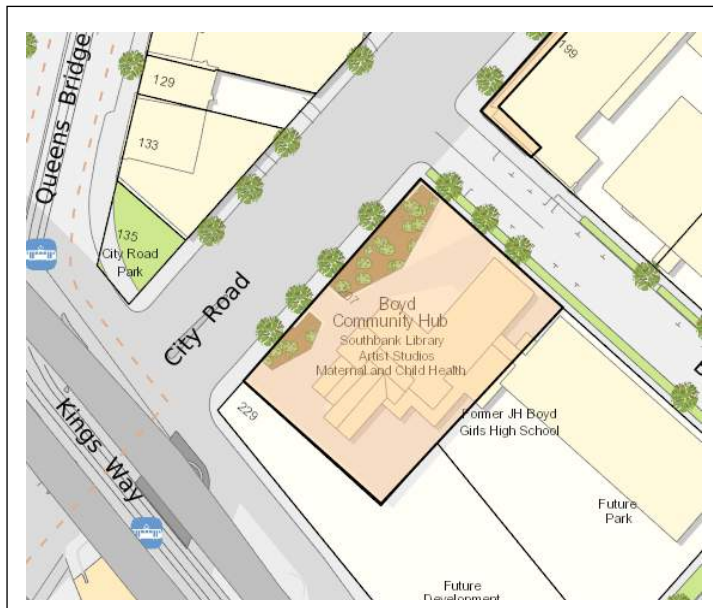 Queens Bridge
129
133
135
City Road
Park
City Road
Kings Way
199
Boyd
Community Hub
Southbank Library
Artist Studios
Maternal and Child Health
229
Former JH Boyd
Girls High School
Future
Park
Future
Development